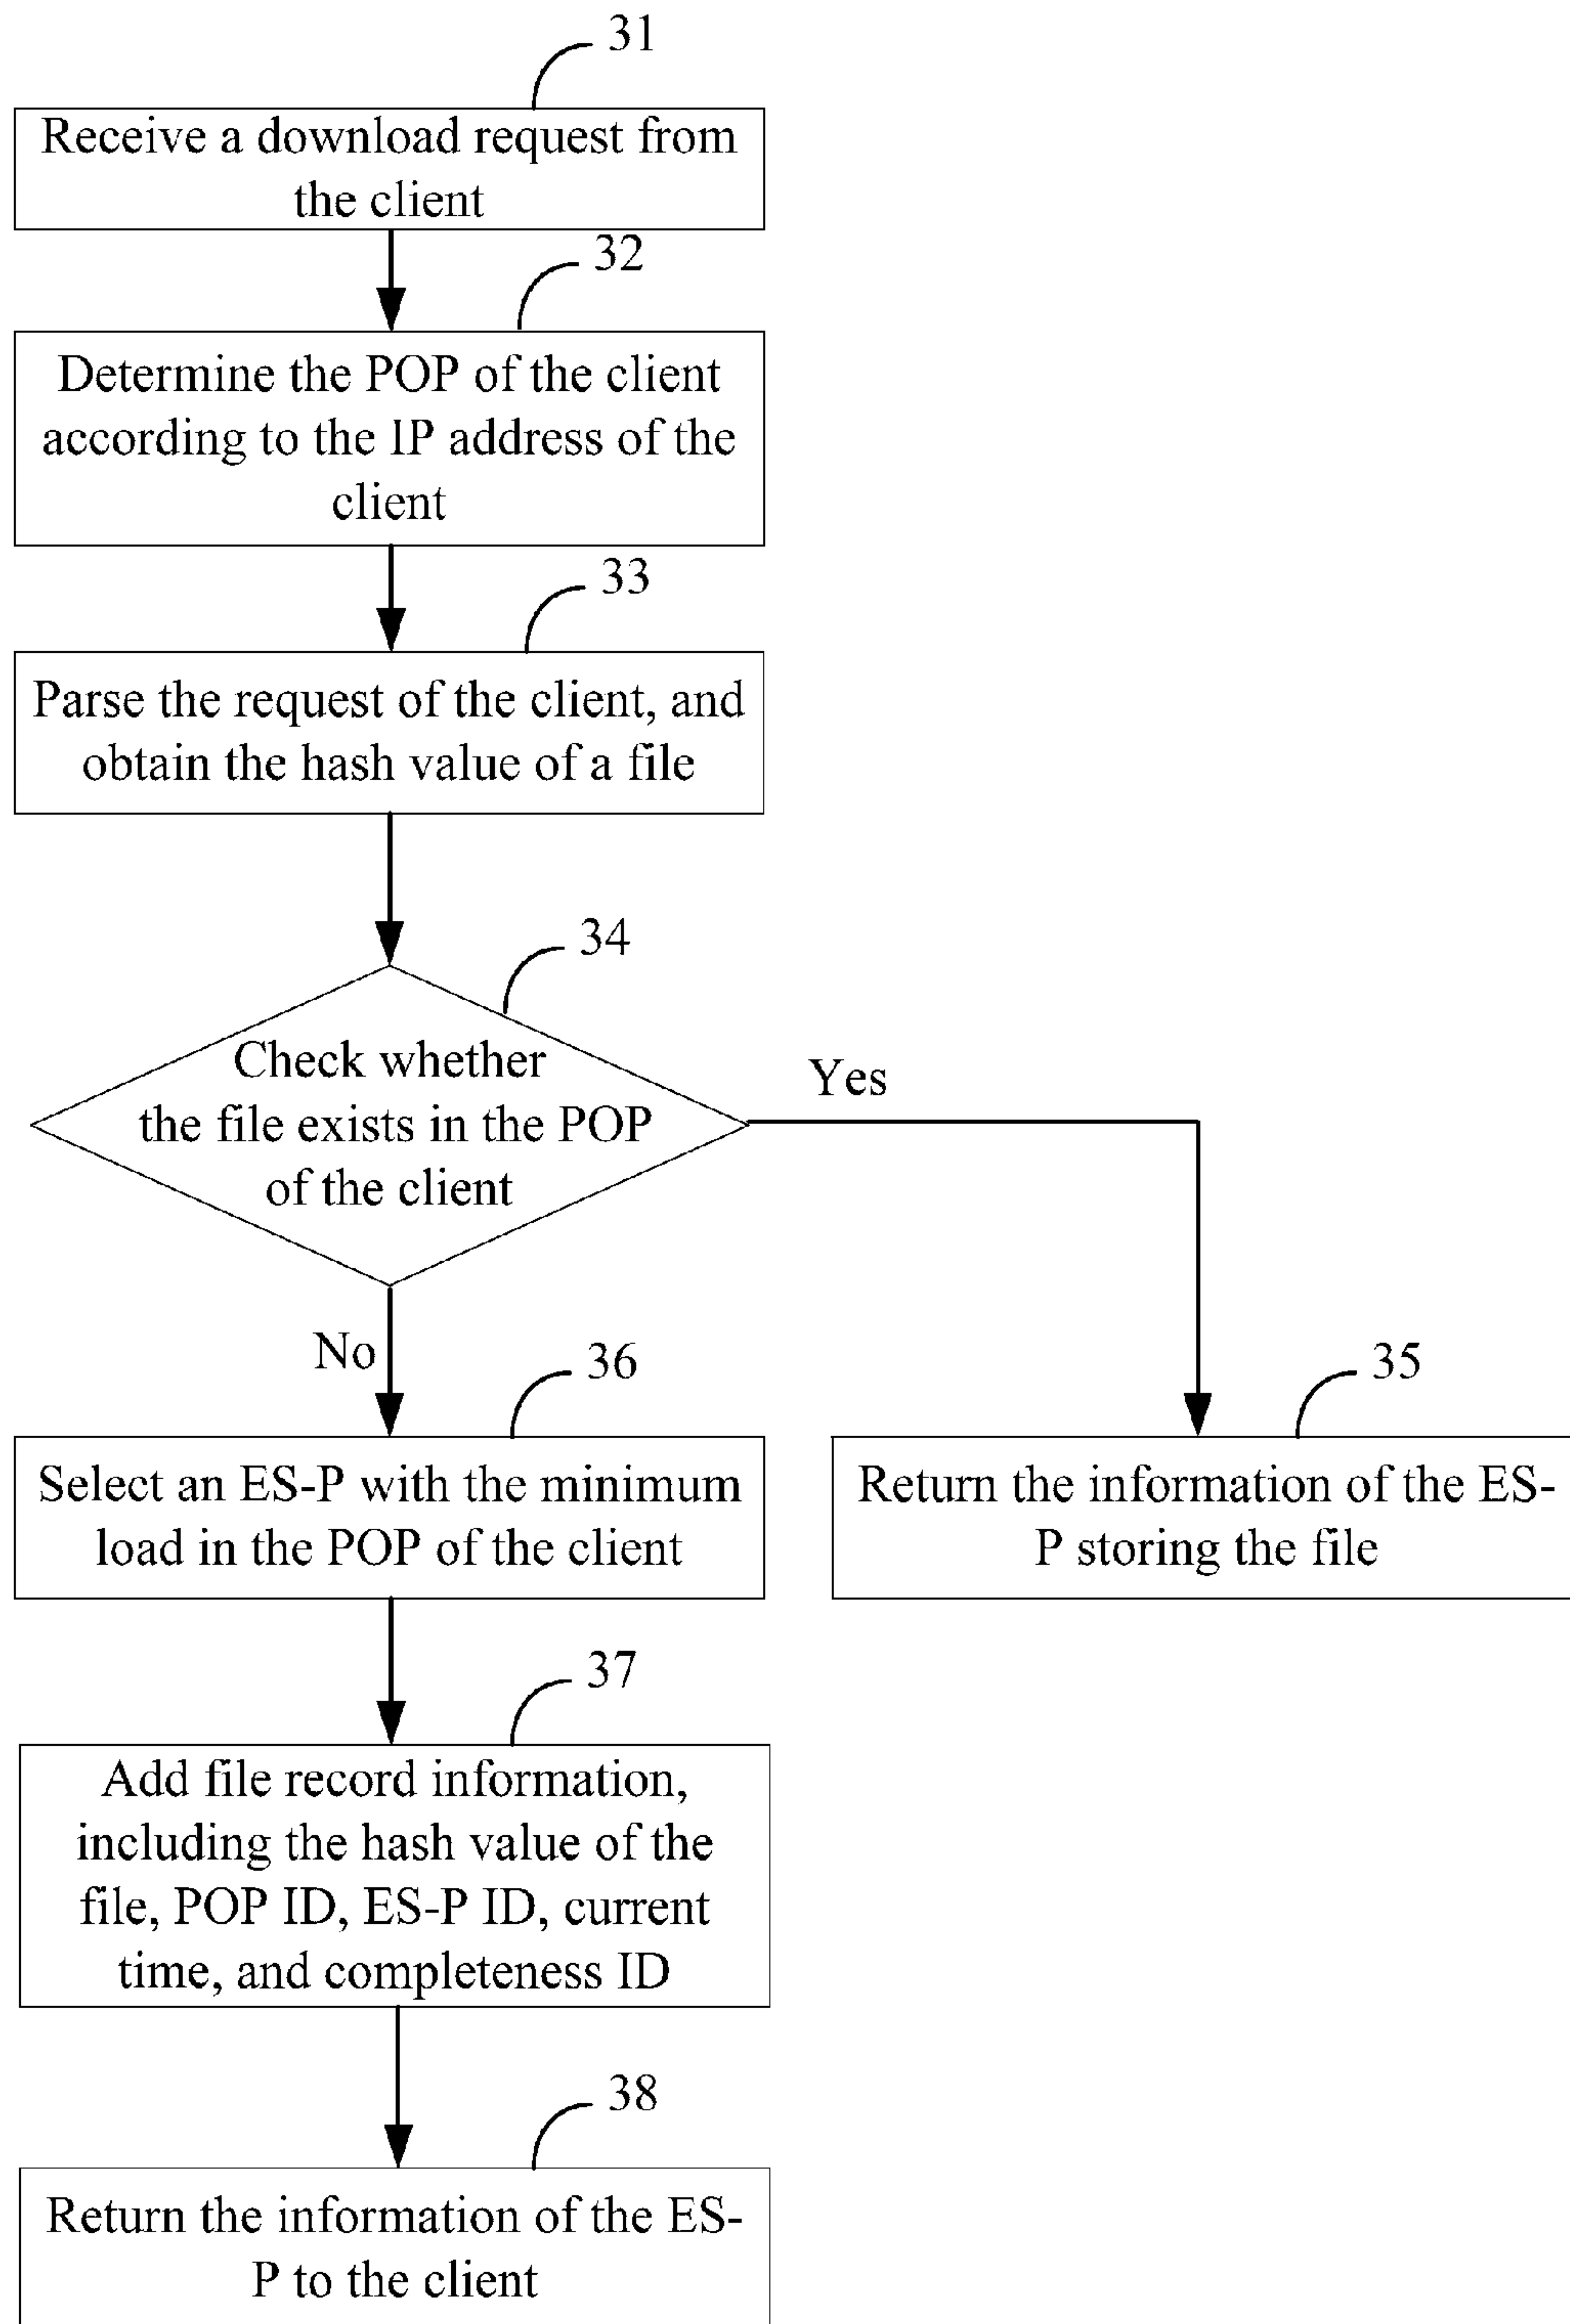 31
Receive a download request from
the client
32
Determine the POP of the client
according to the IP address of the
client
33
Parse the request of the client, and
obtain the hash value of a file
34
Check whether
the file exists in the POP
of the client
Yes
No
36
Select an ES-P with the minimum
load in the POP of the client
35
Return the information of the ES-
P storing the file
37
Add file record information,
including the hash value of the
file, POP ID, ES-P ID, current
time, and completeness ID
38
Return the information of the ES-
P to the client